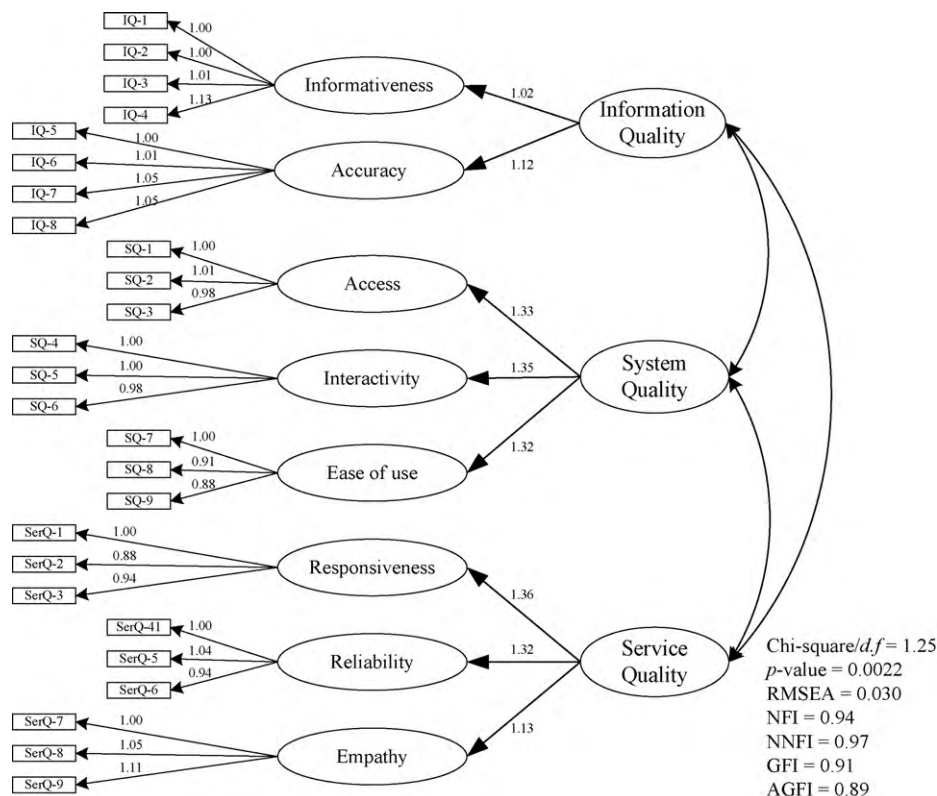 IQ-1
1.00
IQ-2
1.00
IQ-3
1.01
IQ-4
1.13
Informativeness
1.02
Information
Quality
IQ-5
1.00
IQ-6
1.01
IQ-7
1.05
IQ-8
1.05
Accuracy
1.12
SQ-1
1.00
SQ-2
1.01
SQ-3
0.98
Access
1.33
SQ-4
1.00
SQ-5
1.00
SQ-6
0.98
Interactivity
1.35
System
Quality
SQ-7
1.00
SQ-8
0.91
SQ-9
0.88
Ease of use
1.32
SerQ-1
1.00
SerQ-2
0.88
SerQ-3
0.94
Responsiveness
1.36
SerQ-41
1.00
SerQ-5
1.04
SerQ-6
0.94
Reliability
1.32
Service
Quality
SerQ-7
1.00
SerQ-8
1.05
SerQ-9
1.11
Empathy
1.13
Chi-square/d.f = 1.25
p-value = 0.0022
RMSEA = 0.030
NFI = 0.94
NNFI = 0.97
GFI = 0.91
AGFI = 0.89